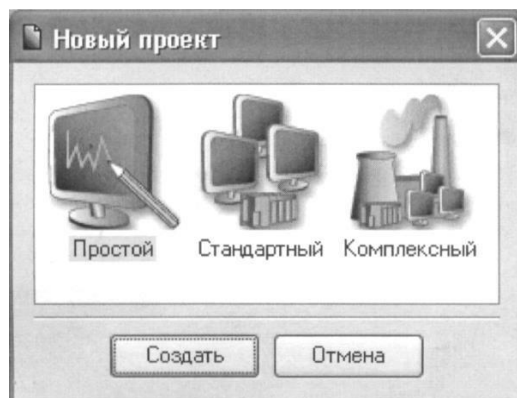 Новый проект
Простой Стандартный Комплексный
Создать Отмена